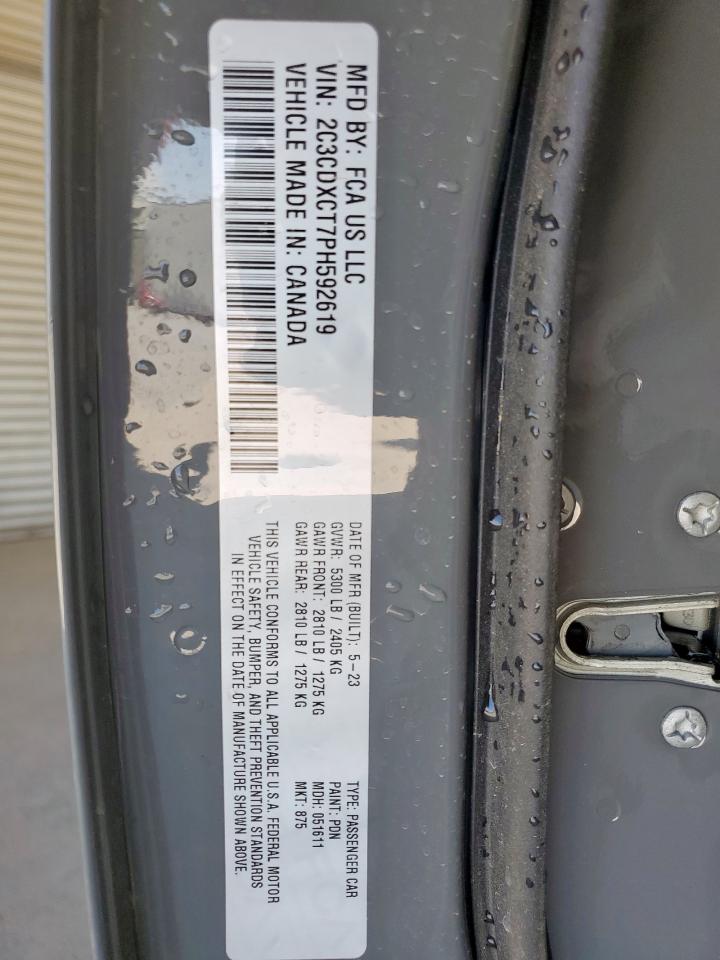 MFD BY: FCA US LLC
VIN: 2C3CDXCT7PH592619
VEHICLE MADE IN: CANADA
DATE OF MFR (BUILT): 5-23
GVWR: 5300 LB / 2405 KG
GAWR FRONT: 2810 LB / 1275 KG
GAWR REAR: 2810 LB / 1275 KG
THIS VEHICLE CONFORMS TO ALL APPLICABLE U.S.A. FEDERAL MOTOR
VEHICLE SAFETY, BUMPER, AND THEFT PREVENTION STANDARDS
IN EFFECT ON THE DATE OF MANUFACTURE SHOWN ABOVE.
TYPE: PASSENGER CAR
PAINT: PDN
MDH: 051611
MKT: 875